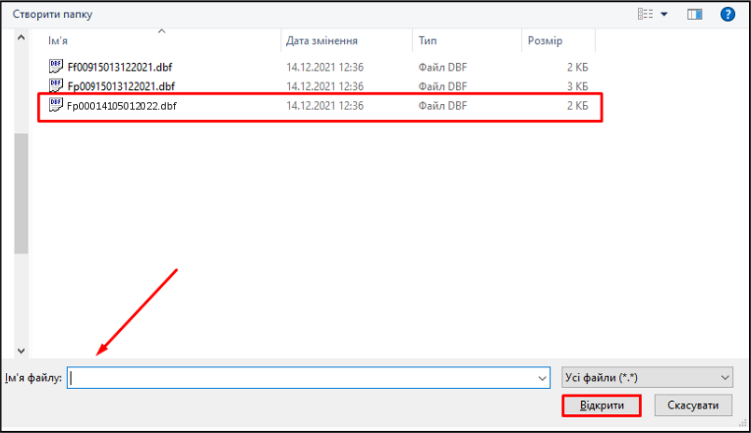 Створити папку
Ім'я Дата змінення Тип Розмір
Ff00915013122021.dbf 14.12.2021 12:36 Файл DBF 2 КБ
Fp00915013122021.dbf 14.12.2021 12:36 Файл DBF 3 КБ
Fp00014105012022.dbf 14.12.2021 12:36 Файл DBF 2 КБ
Ім'я файлу: Усі файли (*.*)
Відкрити Скасувати